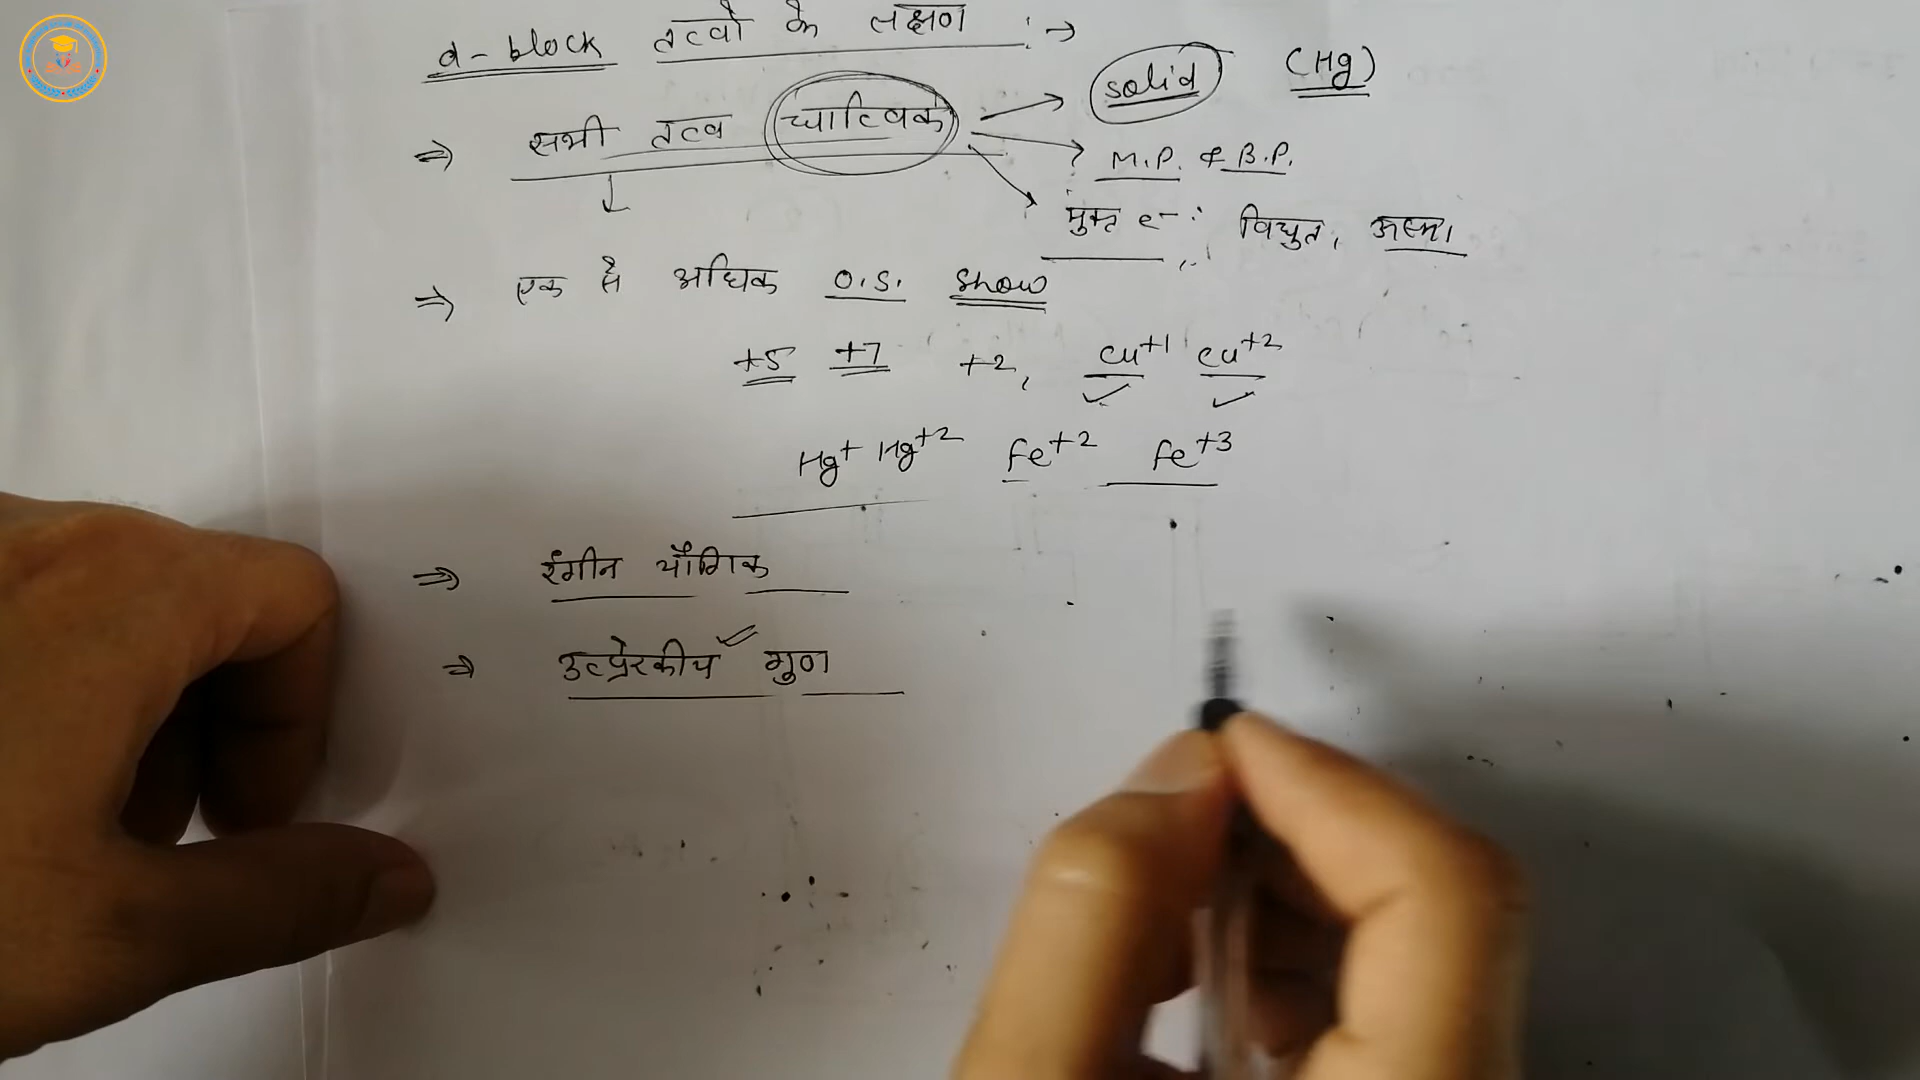 d-block तत्वों के लक्षण :→
⇒ सभी तत्व धात्विक → solid (Hg)
→ M.P. & B.P.
→ मुक्त e- : विद्युत, ऊष्मा
⇒ एक से अधिक O.S. show
+5 +7 +2, Cu+1 Cu+2
Hg+ Hg+2 Fe+2 Fe+3
⇒ रंगीन यौगिक
⇒ उत्प्रेरकीय गुण